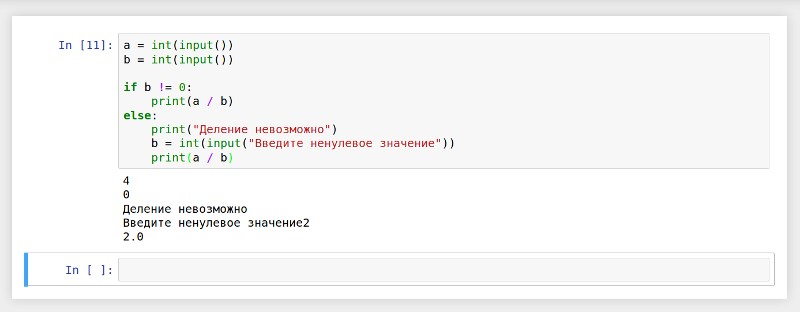 In [11]: a = int(input())
b = int(input())
if b != 0:
    print(a / b)
else:
    print("Деление невозможно")
    b = int(input("Введите ненулевое значение"))
    print(a / b)
4
0
Деление невозможно
Введите ненулевое значение2
2.0
In [ ]: